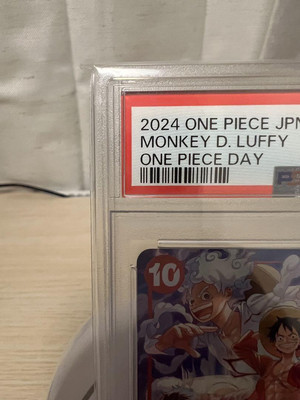 2024 ONE PIECE JPN
MONKEY D. LUFFY
ONE PIECE DAY
10